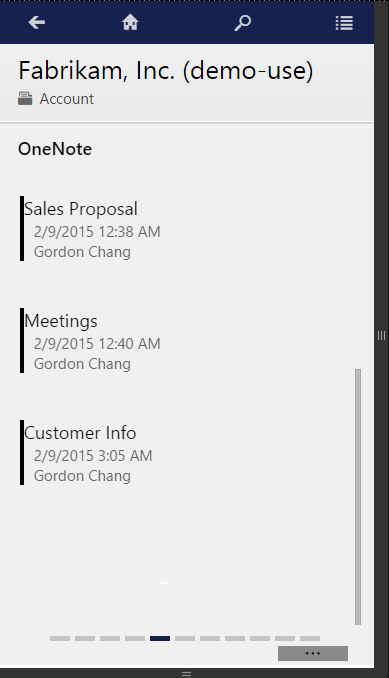 Fabrikam, Inc. (demo-use)
Account
OneNote
Sales Proposal
2/9/2015 12:38 AM
Gordon Chang
Meetings
2/9/2015 12:40 AM
Gordon Chang
Customer Info
2/9/2015 3:05 AM
Gordon Chang
...